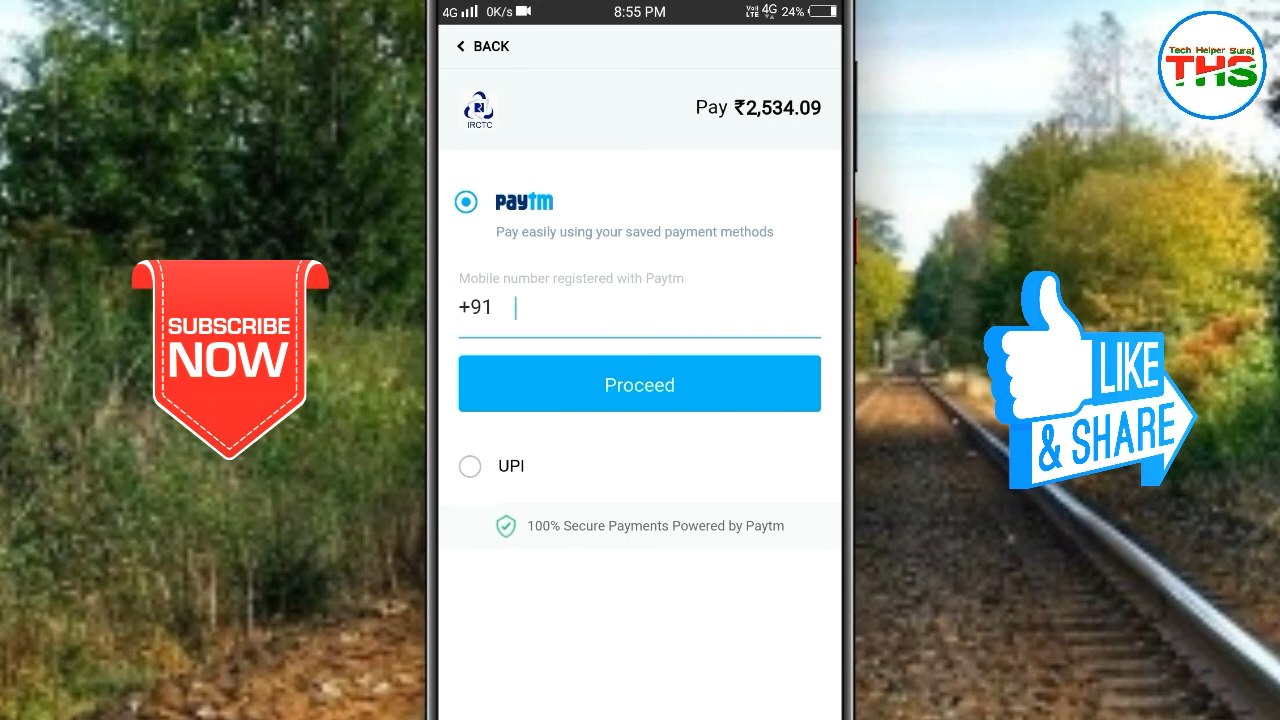 4G 0K/s 8:55 PM VoLTE 4G 24%
BACK
IRCTC
Pay ₹2,534.09
paytm
Pay easily using your saved payment methods
Mobile number registered with Paytm
+91
Proceed
UPI
100% Secure Payments Powered by Paytm
SUBSCRIBE
NOW
Tech Helper Suraj
THS
LIKE
& SHARE